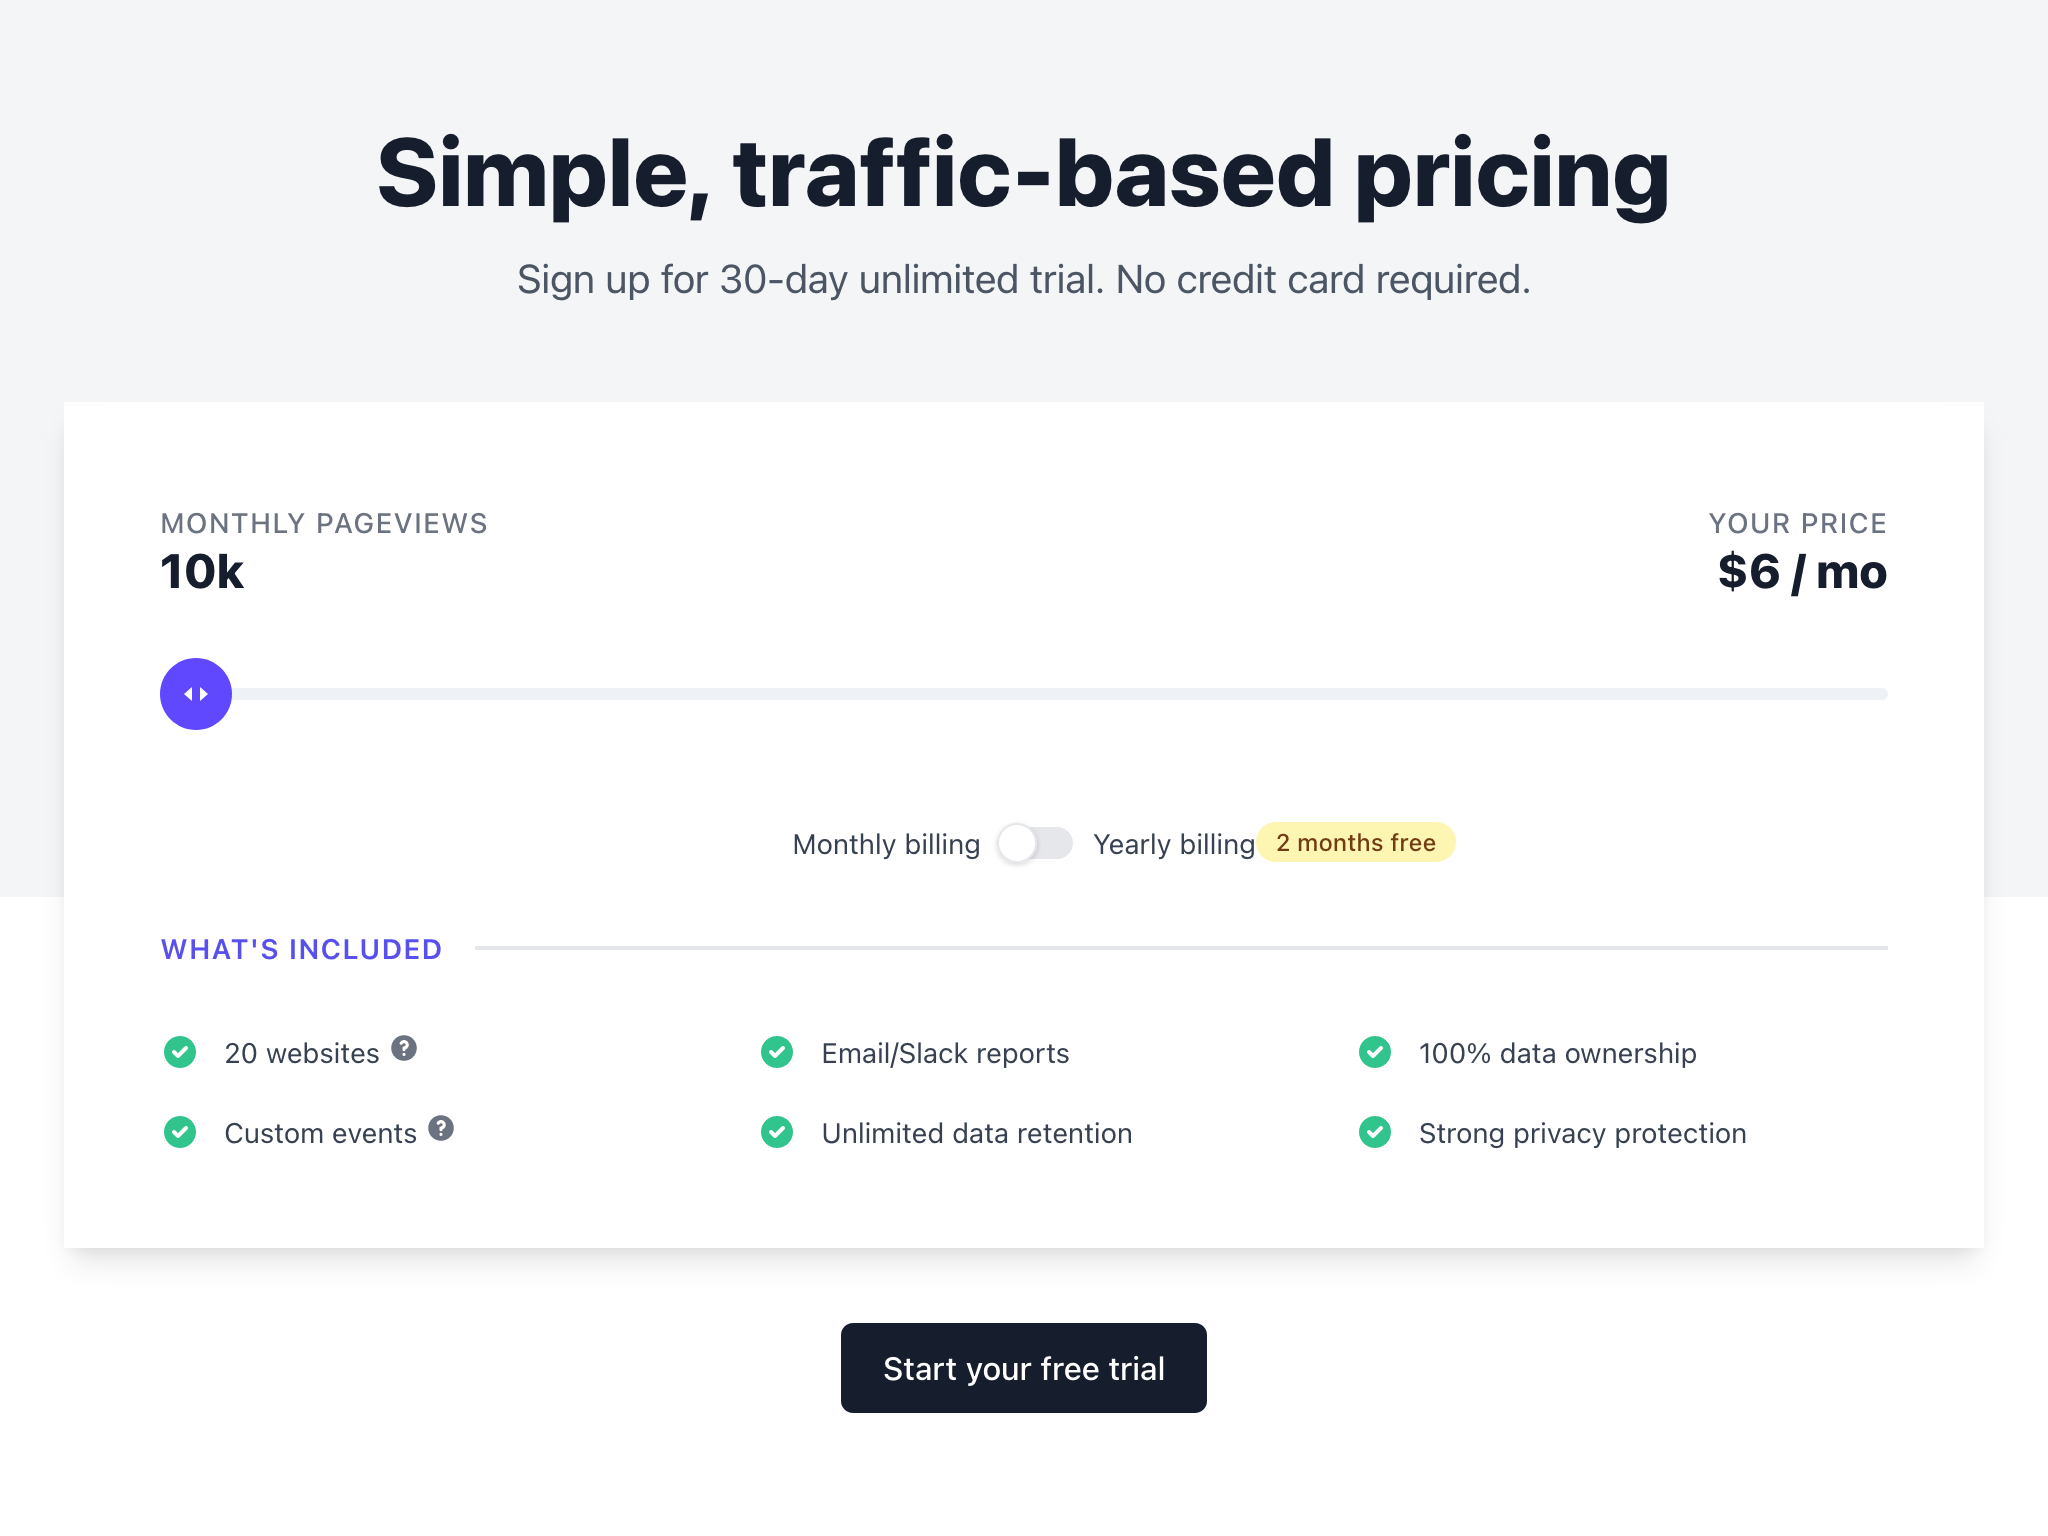 Simple, traffic-based pricing
Sign up for 30-day unlimited trial. No credit card required.
MONTHLY PAGEVIEWS
10k
YOUR PRICE
$6 / mo
Monthly billing
Yearly billing
2 months free
WHAT'S INCLUDED
20 websites ?
Email/Slack reports
100% data ownership
Custom events ?
Unlimited data retention
Strong privacy protection
Start your free trial